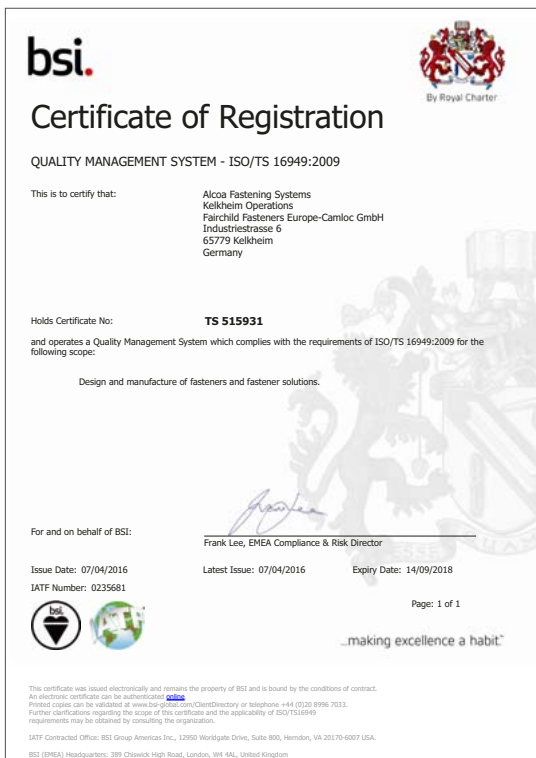 bsi.
By Royal Charter
Certificate of Registration
QUALITY MANAGEMENT SYSTEM - ISO/TS 16949:2009
This is to certify that:
Alcoa Fastening Systems
Kelkheim Operations
Fairchild Fasteners Europe-Camloc GmbH
Industriestrasse 6
65779 Kelkheim
Germany
Holds Certificate No:
TS 515931
and operates a Quality Management System which complies with the requirements of ISO/TS 16949:2009 for the
following scope:
Design and manufacture of fasteners and fastener solutions.
For and on behalf of BSI:
Frank Lee, EMEA Compliance & Risk Director
Issue Date: 07/04/2016
Latest Issue: 07/04/2016
Expiry Date: 14/09/2018
IATF Number: 0235681
Page: 1 of 1
bsi.
IATF
...making excellence a habit.™
This certificate was issued electronically and remains the property of BSI and is bound by the conditions of contract.
An electronic certificate can be authenticated online.
Printed copies can be validated at www.bsi-global.com/ClientDirectory or telephone +44 (0)20 8996 7033.
Further clarifications regarding the scope of this certificate and the applicability of ISO/TS16949
requirements may be obtained by consulting the organization.
IATF Contracted Office: BSI Group Americas Inc., 12950 Worldgate Drive, Suite 800, Herndon, VA 20170-6007 USA.
BSI (EMEA) Headquarters: 389 Chiswick High Road, London, W4 4AL, United Kingdom